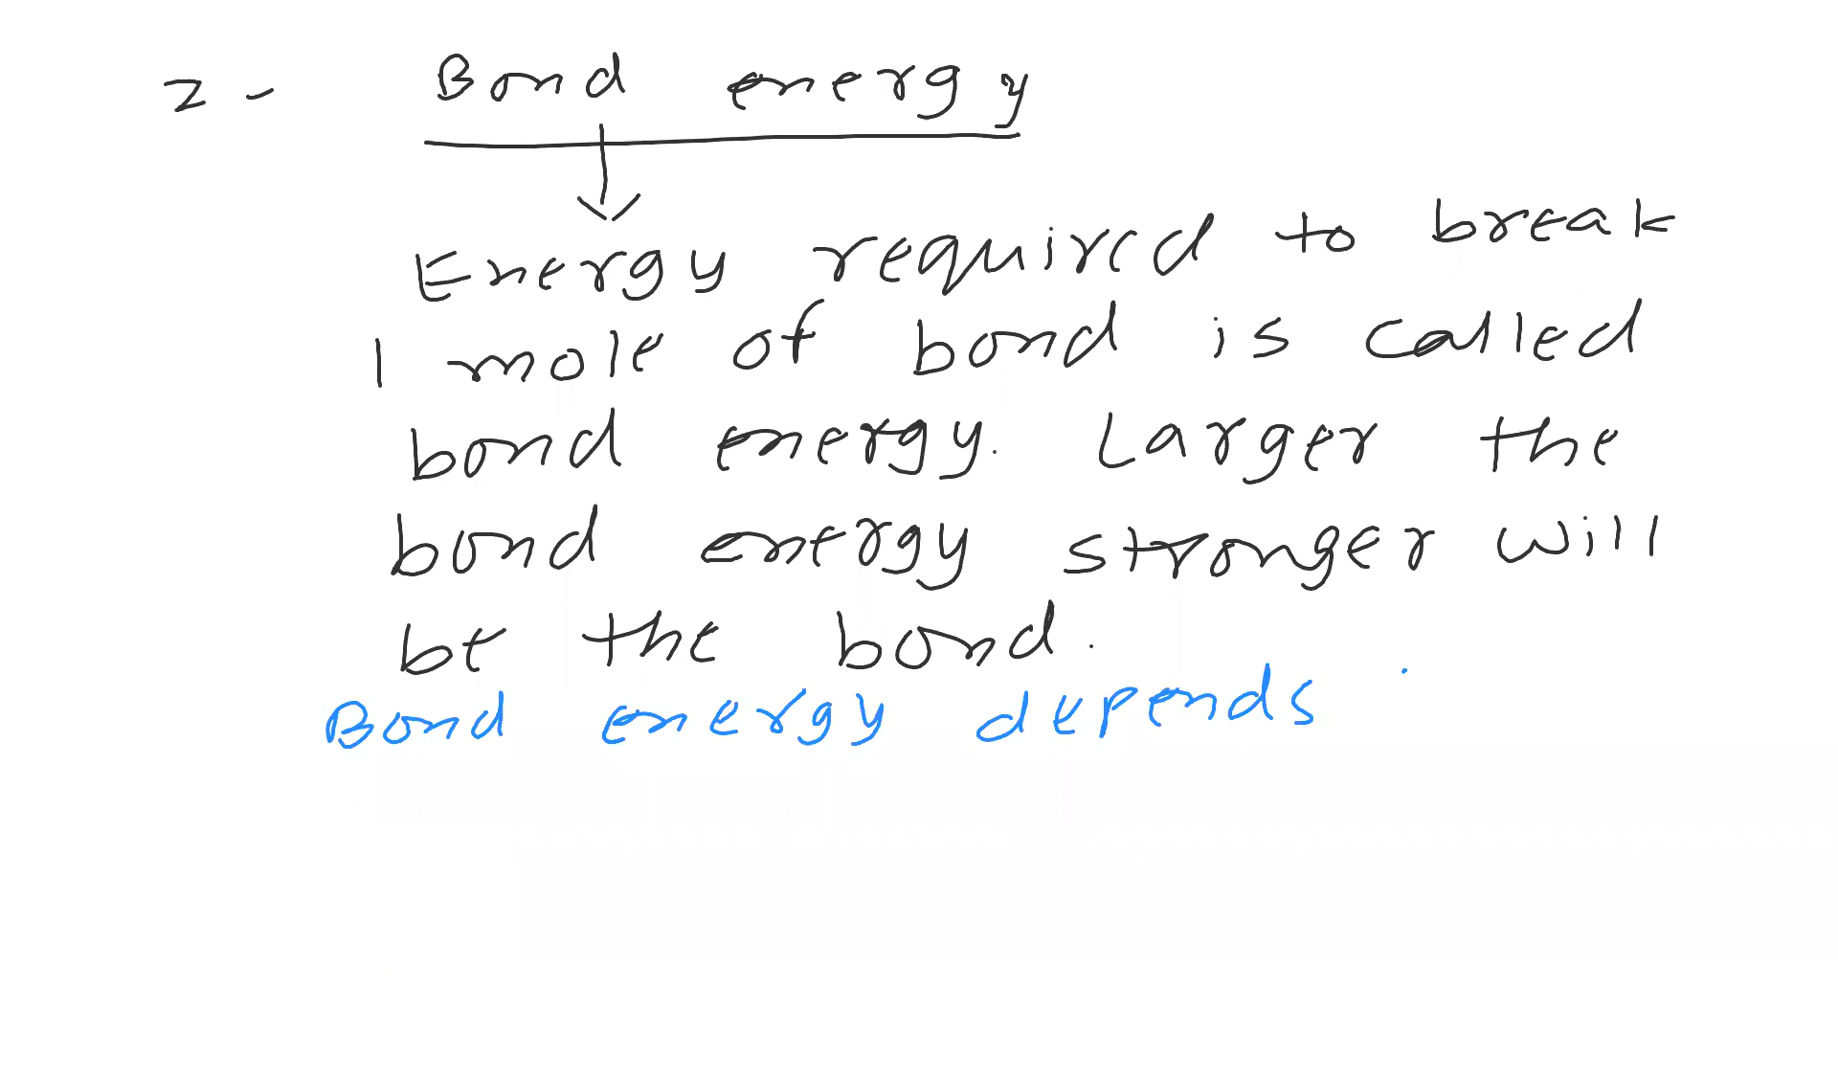 2- Bond energy
Energy required to break
1 mole of bond is called
bond energy. Larger the
bond energy stronger will
be the bond.
Bond energy depends